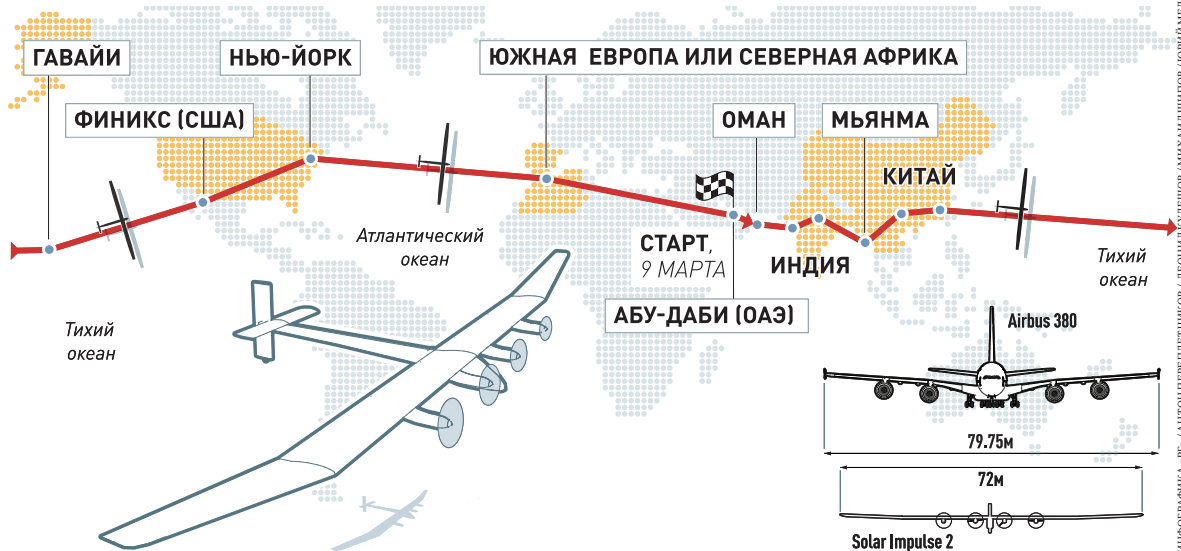 ГАВАЙИ
НЬЮ-ЙОРК
ЮЖНАЯ ЕВРОПА ИЛИ СЕВЕРНАЯ АФРИКА
ФИНИКС (США)
ОМАН
МЬЯНМА
КИТАЙ
Атлантический
океан
СТАРТ,
9 МАРТА
ИНДИЯ
Тихий
океан
АБУ-ДАБИ (ОАЭ)
Тихий
океан
Airbus 380
79.75м
72м
Solar Impulse 2